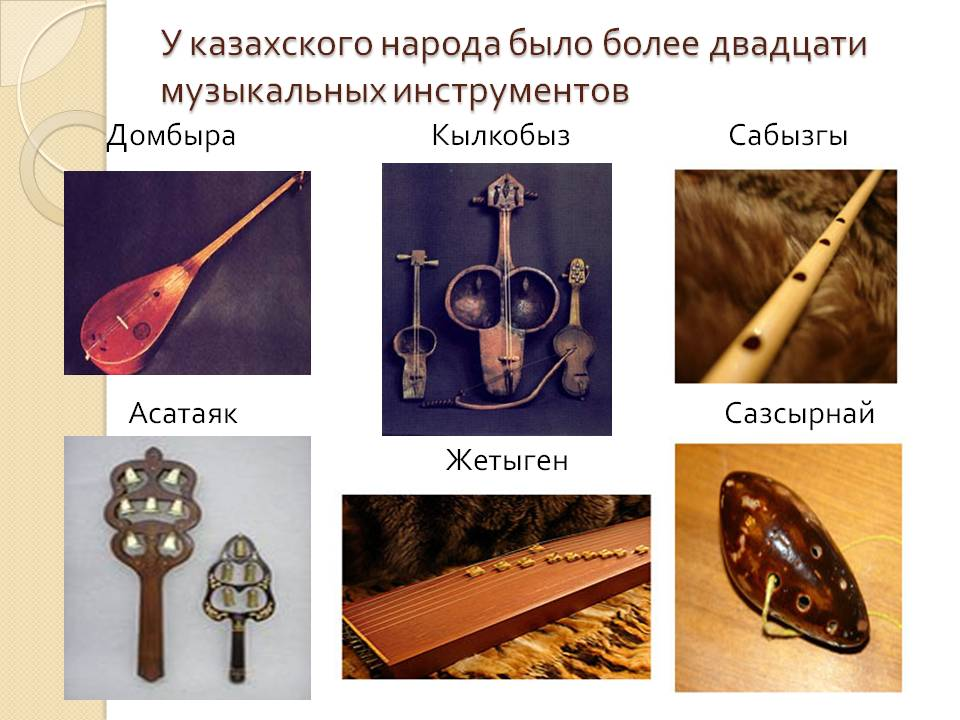 У казахского народа было более двадцати
музыкальных инструментов
Домбыра
Кылкобыз
Сабызгы
Асатаяк
Сазсырнай
Жетыген